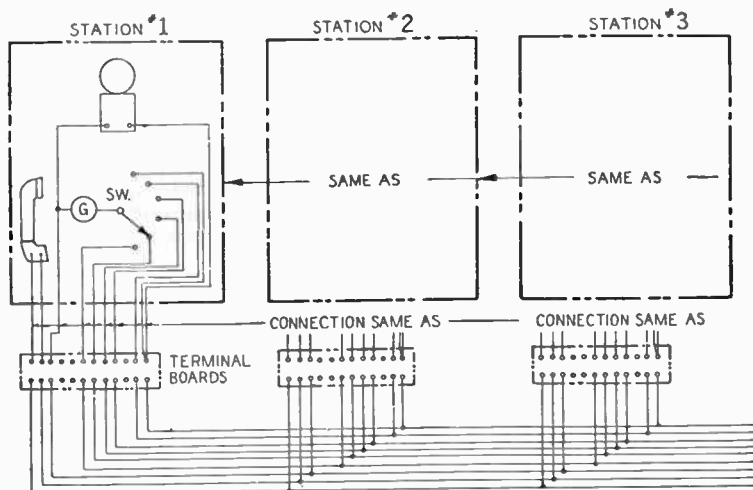 STATION #1
STATION #2
STATION #3
SAME AS
SAME AS
SW.
G
CONNECTION SAME AS
CONNECTION SAME AS
TERMINAL
BOARDS